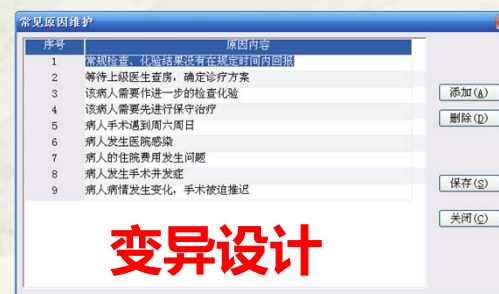 常见原因维护
序号 原因内容
1 常规检查、化验结果没有在规定时间内回报
2 等待上级医生查房，确定诊疗方案
3 该病人需要作进一步的检查化验
4 该病人需要先进行保守治疗
5 病人手术遇到周六周日
6 病人发生医院感染
7 病人的住院费用发生问题
8 病人发生手术并发症
9 病人病情发生变化，手术被迫推迟
添加(A)
删除(D)
保存(S)
关闭(C)
变异设计